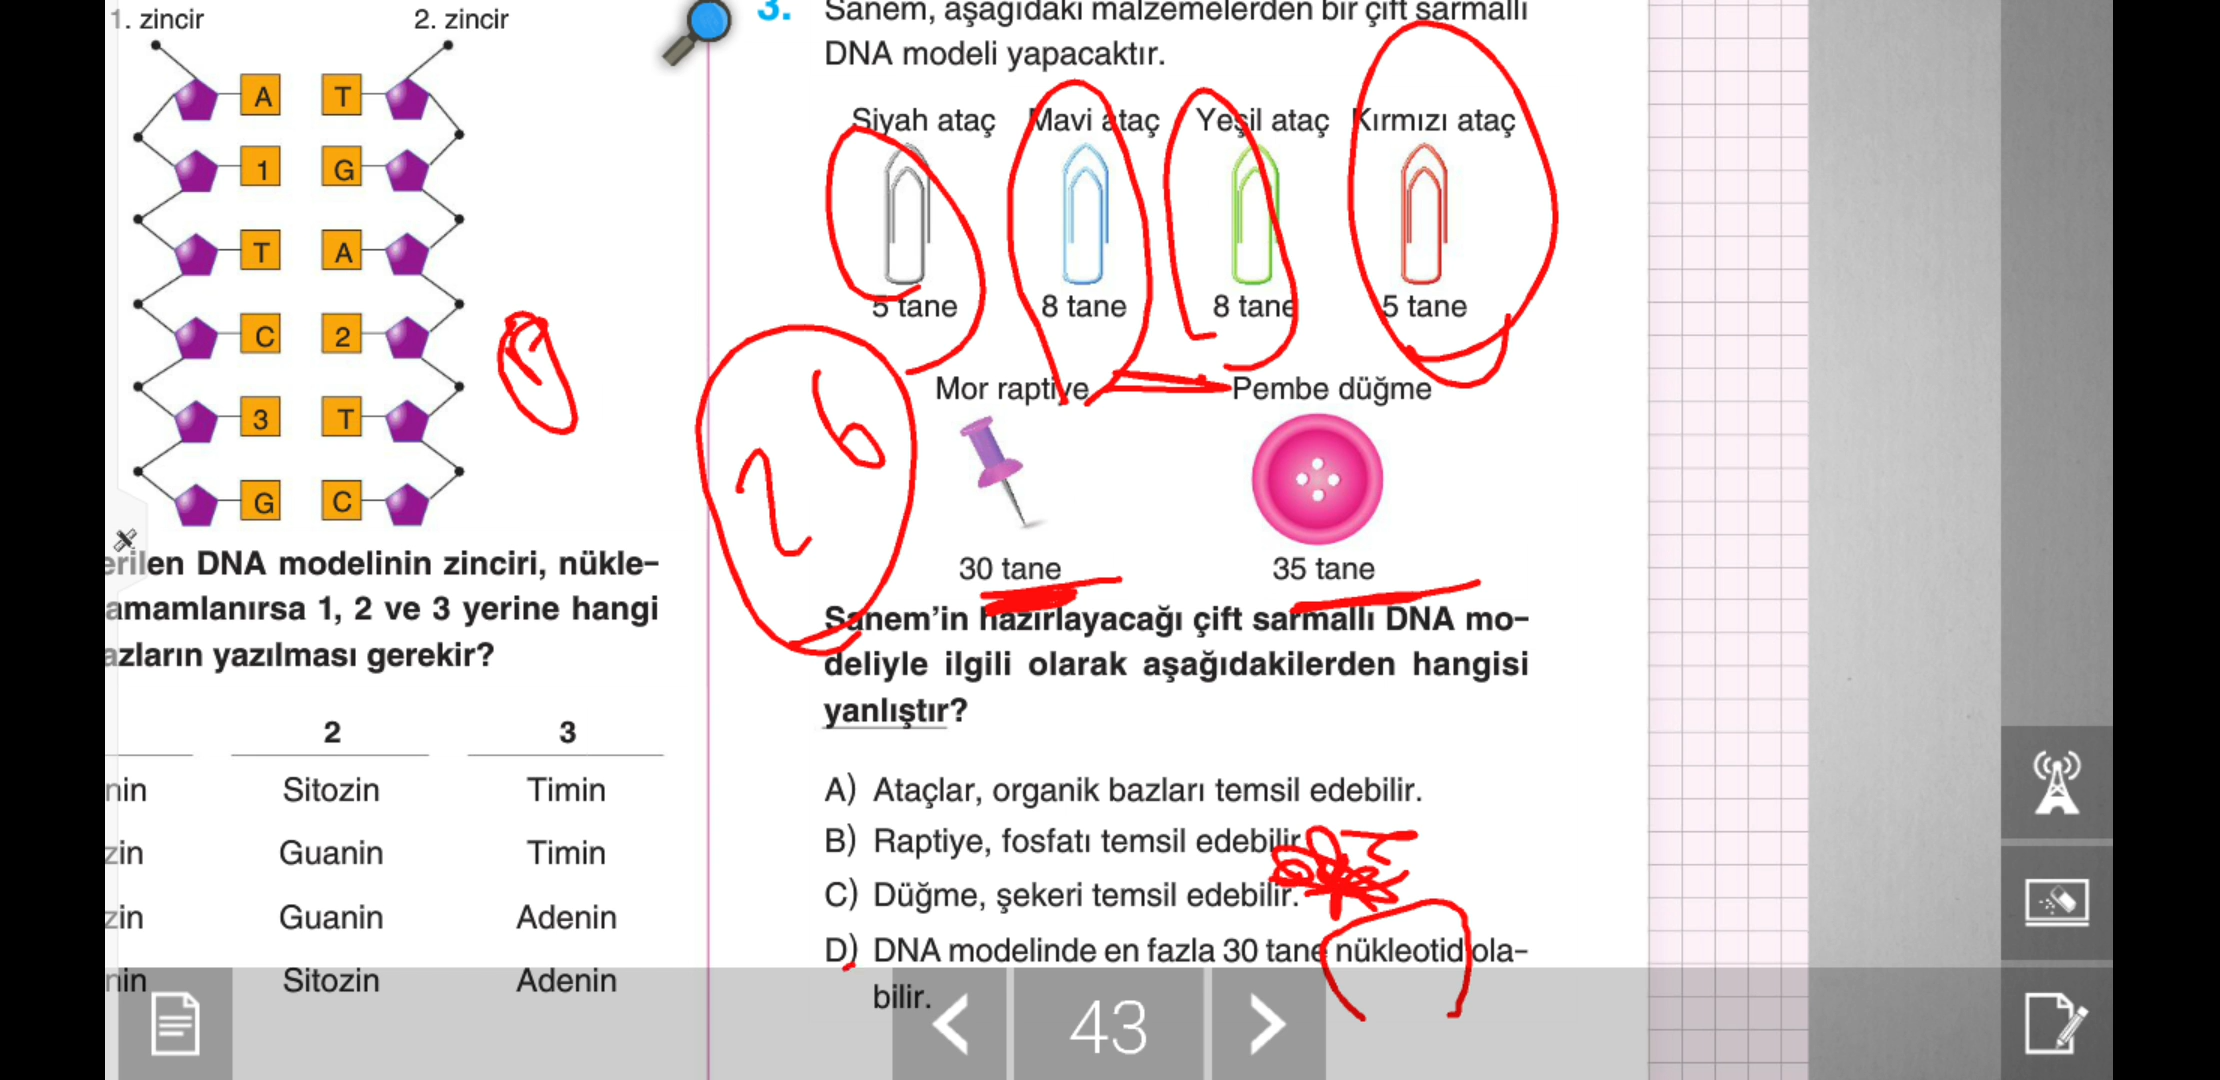 1. zincir 2. zincir
A T
1 G
T A
C 2
3 T
G C
erilen DNA modelinin zinciri, nükle-
amamlanırsa 1, 2 ve 3 yerine hangi
azların yazılması gerekir?
2 3
nin Sitozin Timin
zin Guanin Timin
zin Guanin Adenin
nin Sitozin Adenin
3. Sanem, aşağıdaki malzemelerden bir çift sarmallı
DNA modeli yapacaktır.
Siyah ataç Mavi ataç Yeşil ataç Kırmızı ataç
5 tane 8 tane 8 tane 5 tane
Mor raptiye Pembe düğme
26
30 tane 35 tane
Sanem’in hazırlayacağı çift sarmallı DNA mo-
deliyle ilgili olarak aşağıdakilerden hangisi
yanlıştır?
A) Ataçlar, organik bazları temsil edebilir.
B) Raptiye, fosfatı temsil edebilir.
C) Düğme, şekeri temsil edebilir.
D) DNA modelinde en fazla 30 tane nükleotid ola-
bilir.
43